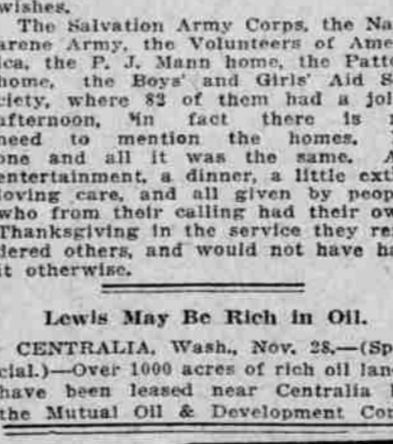 wishes.
The Salvation Army Corps, the Na
arene Army, the Volunteers of Ame
ica, the P. J. Mann home, the Patt
home, the Boys' and Girls' Aid S
ciety, where 82 of them had a jol
afternoon, in fact there is
need to mention the homes.
one and all it was the same. A
entertainment, a dinner, a little ext
loving care, and all given by peop
who from their calling had their ow
Thanksgiving in the service they re
dered others, and would not have ha
it otherwise.
Lewis May Be Rich in Oil.
CENTRALIA, Wash., Nov. 28.—(Sp
cial.)—Over 1000 acres of rich oil lan
have been leased near Centralia
the Mutual Oil & Development Com